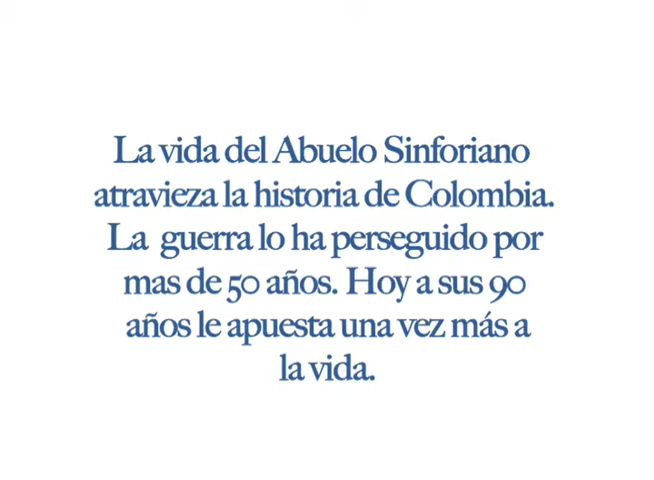 La vida del Abuelo Sinforiano
atravieza la historia de Colombia.
La guerra lo ha perseguido por
mas de 50 años. Hoy a sus 90
años le apuesta una vez más a
la vida.